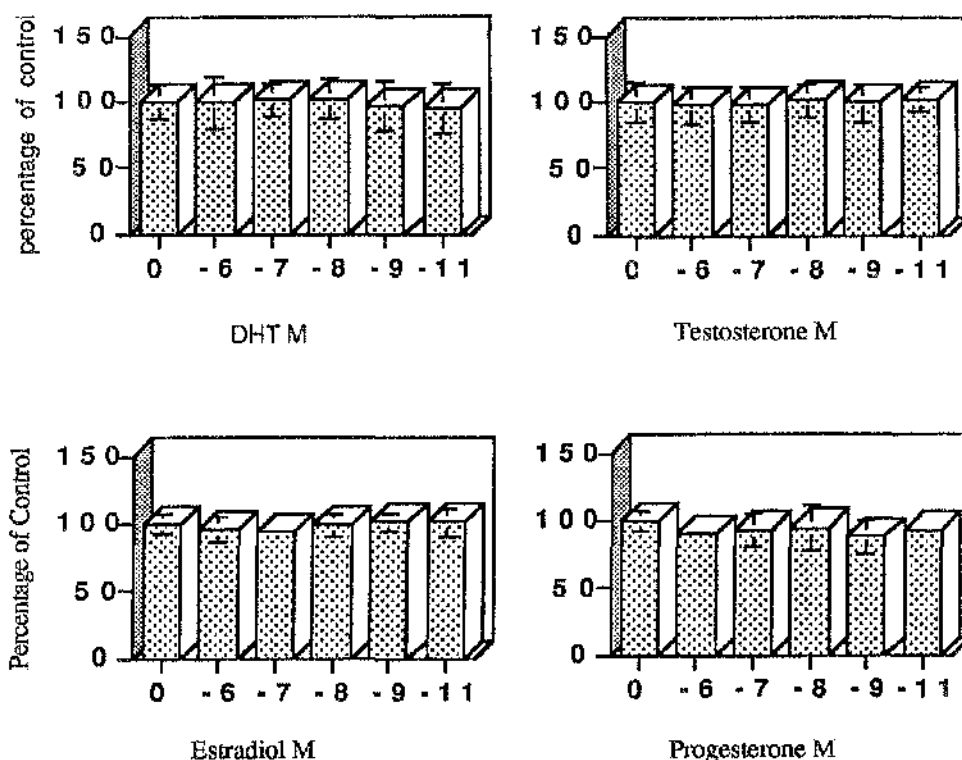 percentage of control
150
100
50
0
0 -6 -7 -8 -9 -11
DHT M
150
100
50
0
0 -6 -7 -8 -9 -11
Testosterone M
Percentage of Control
150
100
50
0
0 -6 -7 -8 -9 -11
Estradiol M
150
100
50
0
0 -6 -7 -8 -9 -11
Progesterone M